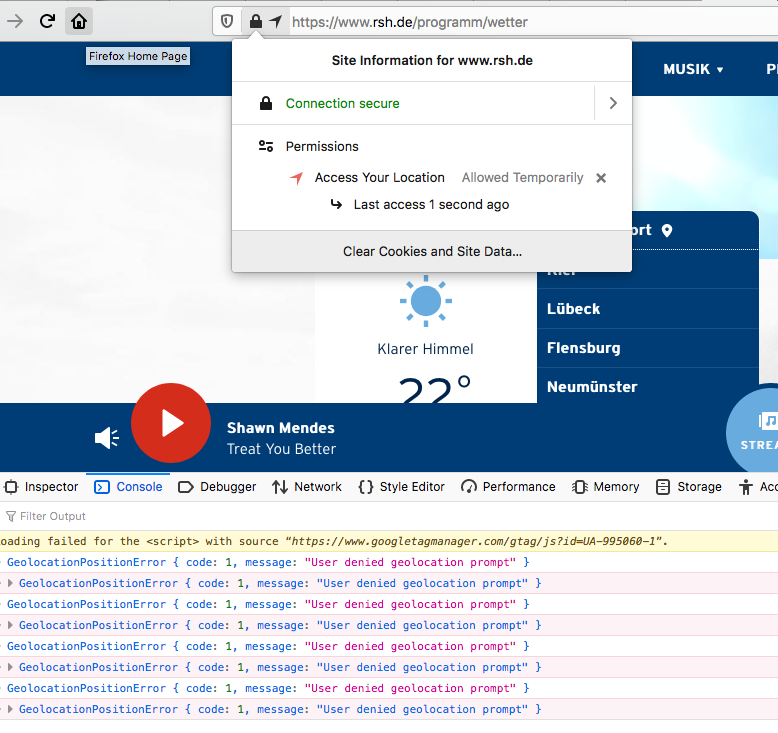 https://www.rsh.de/programm/wetter
Firefox Home Page
Site Information for www.rsh.de
MUSIK
Connection secure
Permissions
Access Your Location Allowed Temporarily
Last access 1 second ago
ort
Clear Cookies and Site Data...
Kiel
Lübeck
Klarer Himmel
Flensburg
22°
Neumünster
Shawn Mendes
Treat You Better
STREA
Inspector Console Debugger Network Style Editor Performance Memory Storage Acc
Filter Output
oading failed for the <script> with source “https://www.googletagmanager.com/gtag/js?id=UA-995060-1”.
GeolocationPositionError { code: 1, message: "User denied geolocation prompt" }
GeolocationPositionError { code: 1, message: "User denied geolocation prompt" }
GeolocationPositionError { code: 1, message: "User denied geolocation prompt" }
GeolocationPositionError { code: 1, message: "User denied geolocation prompt" }
GeolocationPositionError { code: 1, message: "User denied geolocation prompt" }
GeolocationPositionError { code: 1, message: "User denied geolocation prompt" }
GeolocationPositionError { code: 1, message: "User denied geolocation prompt" }
GeolocationPositionError { code: 1, message: "User denied geolocation prompt" }